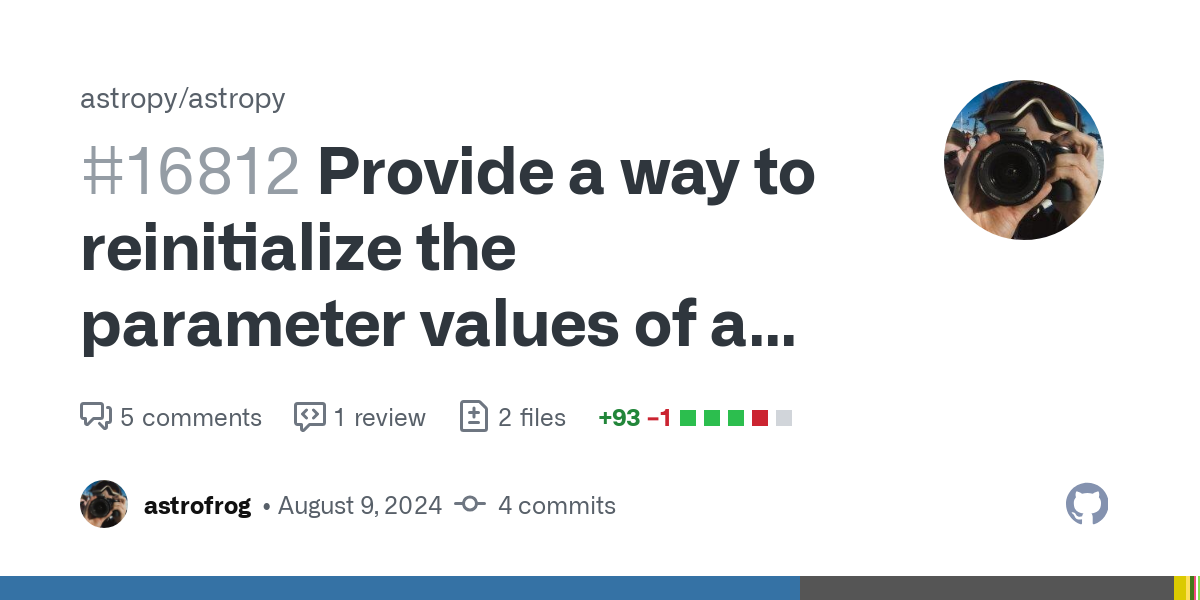 astropy/astropy
#16812 Provide a way to
reinitialize the
parameter values of a...
5 comments 1 review 2 files +93 −1
astrofrog • August 9, 2024 4 commits